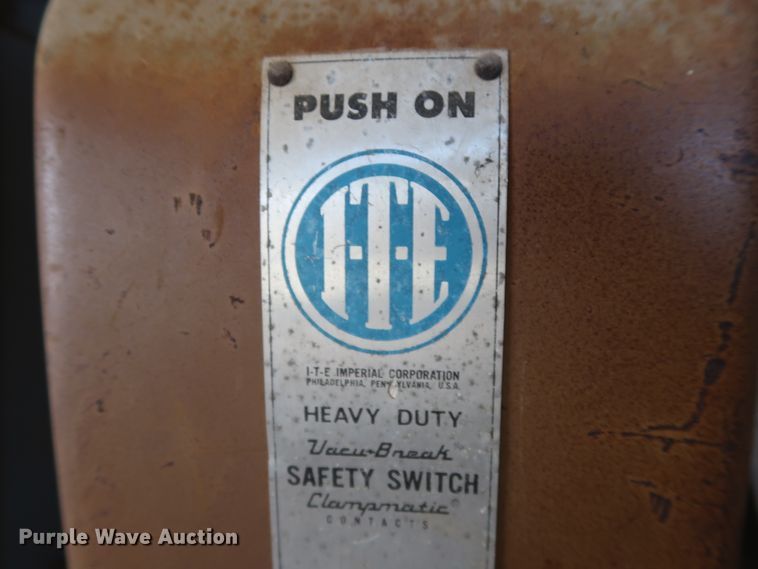 PUSH ON
I-T-E
I-T-E IMPERIAL CORPORATION
PHILADELPHIA, PENNSYLVANIA, U.S.A.
HEAVY DUTY
Vacu-Break
SAFETY SWITCH
Clampmatic®
CONTACTS
Purple Wave Auction